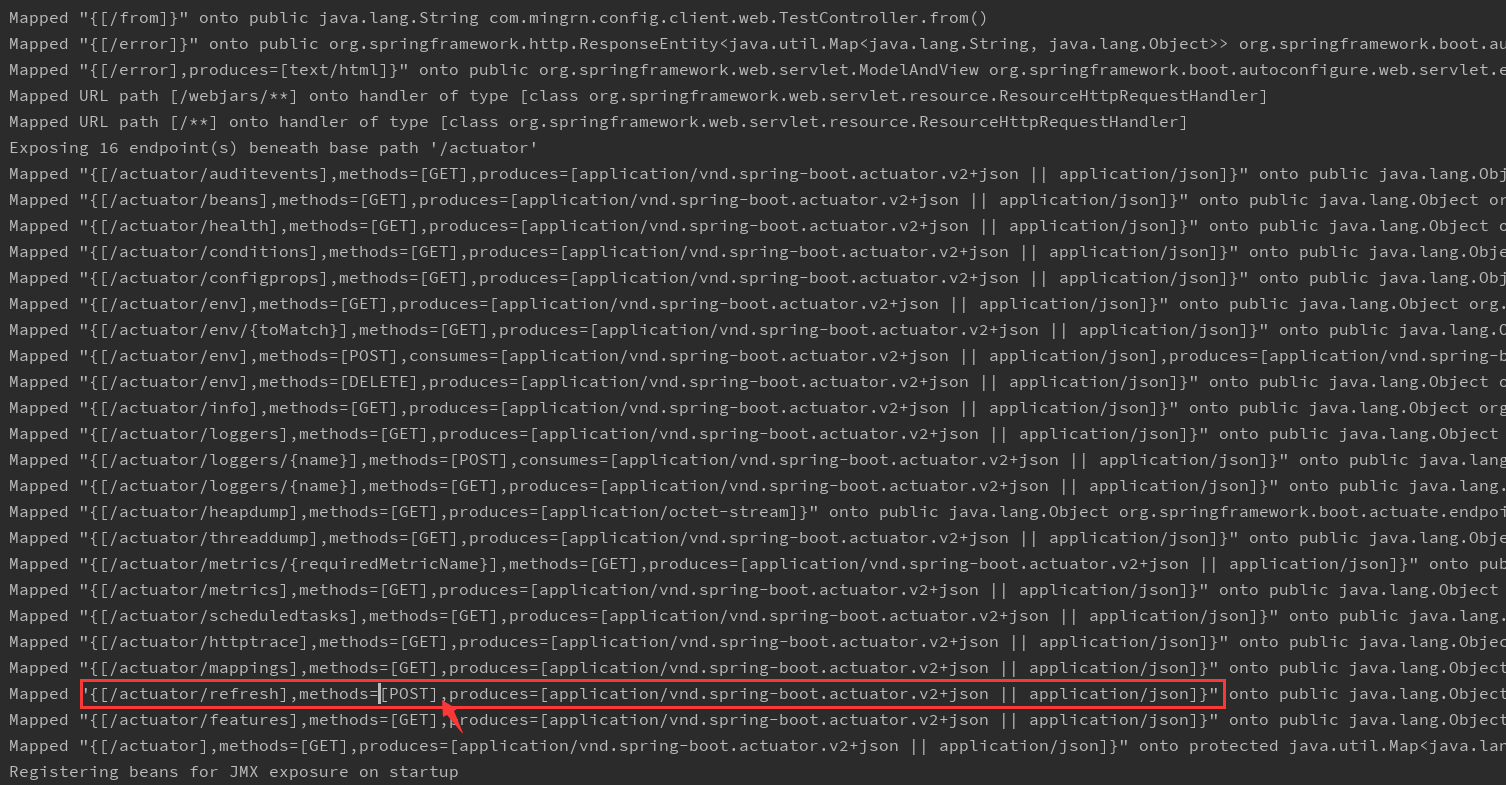 Mapped "{[/from]}" onto public java.lang.String com.mingrn.config.client.web.TestController.from()
Mapped "{[/error]}" onto public org.springframework.http.ResponseEntity<java.util.Map<java.lang.String, java.lang.Object>> org.springframework.boot.au
Mapped "{[/error],produces=[text/html]}" onto public org.springframework.web.servlet.ModelAndView org.springframework.boot.autoconfigure.web.servlet.e
Mapped URL path [/webjars/**] onto handler of type [class org.springframework.web.servlet.resource.ResourceHttpRequestHandler]
Mapped URL path [/**] onto handler of type [class org.springframework.web.servlet.resource.ResourceHttpRequestHandler]
Exposing 16 endpoint(s) beneath base path '/actuator'
Mapped "{[/actuator/auditevents],methods=[GET],produces=[application/vnd.spring-boot.actuator.v2+json || application/json]}" onto public java.lang.Obj
Mapped "{[/actuator/beans],methods=[GET],produces=[application/vnd.spring-boot.actuator.v2+json || application/json]}" onto public java.lang.Object or
Mapped "{[/actuator/health],methods=[GET],produces=[application/vnd.spring-boot.actuator.v2+json || application/json]}" onto public java.lang.Object o
Mapped "{[/actuator/conditions],methods=[GET],produces=[application/vnd.spring-boot.actuator.v2+json || application/json]}" onto public java.lang.Obje
Mapped "{[/actuator/configprops],methods=[GET],produces=[application/vnd.spring-boot.actuator.v2+json || application/json]}" onto public java.lang.Obj
Mapped "{[/actuator/env],methods=[GET],produces=[application/vnd.spring-boot.actuator.v2+json || application/json]}" onto public java.lang.Object org.
Mapped "{[/actuator/env/{toMatch}],methods=[GET],produces=[application/vnd.spring-boot.actuator.v2+json || application/json]}" onto public java.lang.O
Mapped "{[/actuator/env],methods=[POST],consumes=[application/vnd.spring-boot.actuator.v2+json || application/json],produces=[application/vnd.spring-b
Mapped "{[/actuator/env],methods=[DELETE],produces=[application/vnd.spring-boot.actuator.v2+json || application/json]}" onto public java.lang.Object o
Mapped "{[/actuator/info],methods=[GET],produces=[application/vnd.spring-boot.actuator.v2+json || application/json]}" onto public java.lang.Object org
Mapped "{[/actuator/loggers],methods=[GET],produces=[application/vnd.spring-boot.actuator.v2+json || application/json]}" onto public java.lang.Object
Mapped "{[/actuator/loggers/{name}],methods=[POST],consumes=[application/vnd.spring-boot.actuator.v2+json || application/json]}" onto public java.lang
Mapped "{[/actuator/loggers/{name}],methods=[GET],produces=[application/vnd.spring-boot.actuator.v2+json || application/json]}" onto public java.lang.
Mapped "{[/actuator/heapdump],methods=[GET],produces=[application/octet-stream]}" onto public java.lang.Object org.springframework.boot.actuate.endpoi
Mapped "{[/actuator/threaddump],methods=[GET],produces=[application/vnd.spring-boot.actuator.v2+json || application/json]}" onto public java.lang.Obje
Mapped "{[/actuator/metrics/{requiredMetricName}],methods=[GET],produces=[application/vnd.spring-boot.actuator.v2+json || application/json]}" onto pub
Mapped "{[/actuator/metrics],methods=[GET],produces=[application/vnd.spring-boot.actuator.v2+json || application/json]}" onto public java.lang.Object
Mapped "{[/actuator/scheduledtasks],methods=[GET],produces=[application/vnd.spring-boot.actuator.v2+json || application/json]}" onto public java.lang.
Mapped "{[/actuator/httptrace],methods=[GET],produces=[application/vnd.spring-boot.actuator.v2+json || application/json]}" onto public java.lang.Objec
Mapped "{[/actuator/mappings],methods=[GET],produces=[application/vnd.spring-boot.actuator.v2+json || application/json]}" onto public java.lang.Object
Mapped "{[/actuator/refresh],methods=[POST],produces=[application/vnd.spring-boot.actuator.v2+json || application/json]}" onto public java.lang.Object
Mapped "{[/actuator/features],methods=[GET],produces=[application/vnd.spring-boot.actuator.v2+json || application/json]}" onto public java.lang.Object
Mapped "{[/actuator],methods=[GET],produces=[application/vnd.spring-boot.actuator.v2+json || application/json]}" onto protected java.util.Map<java.lan
Registering beans for JMX exposure on startup